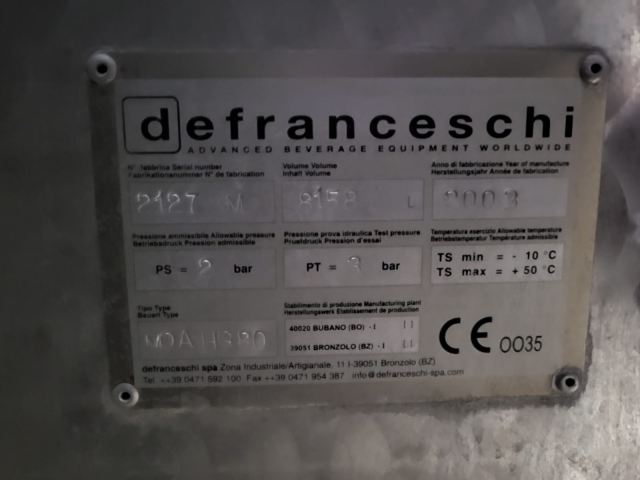 defranceschi
ADVANCED BEVERAGE EQUIPMENT WORLDWIDE
N° fabbrica Serial number
Fabrikationsnummer N° de fabrication
2127 M
Volume Volume
Inhalt Volume
8158 L
Anno di fabbricazione Year of manufacture
Herstellungsjahr Année de fabrication
2003
Pressione ammissibile Allowable pressure
Betriebsdruck Pression admissible
PS = 2 bar
Pressione prova idraulica Test pressure
Pruefdruck Pression d'essai
PT = 3 bar
Temperatura esercizio Allowable temperature
Betriebstemperatur Température admissible
TS min = - 10 °C
TS max = + 50 °C
Tipo Type
Bauart Type
Stabilimento di produzione Manufacturing plant
Herstellungswerk Etablissement de production
40020 BUBANO (BO) - I
39051 BRONZOLO (BZ) - I
CE 0035
defranceschi spa Zona Industriale/Artigianale, 11 I-39051 Bronzolo (BZ)
Tel. ++39 0471 592 100 Fax ++39 0471 954 387 info@defranceschi-spa.com